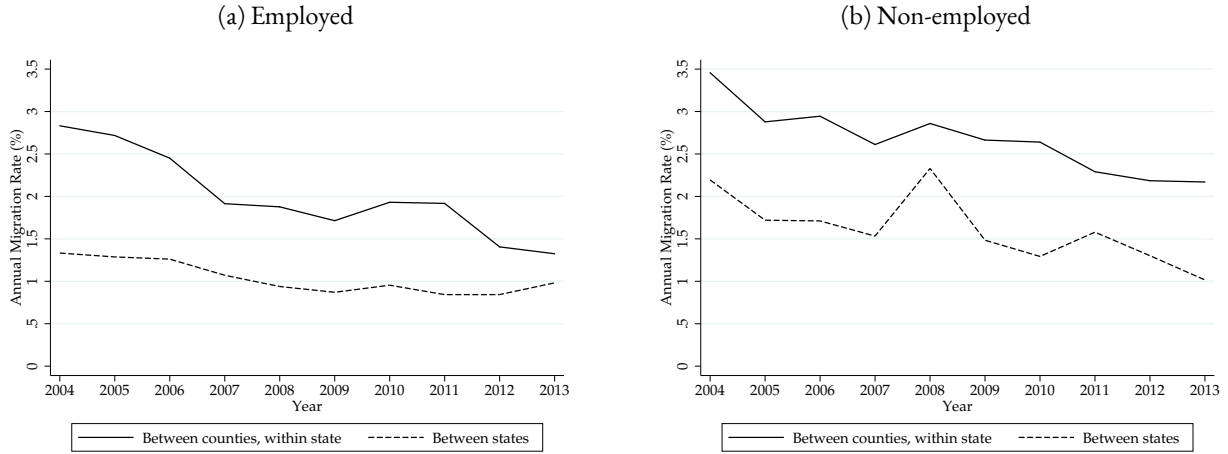 (a) Employed
Annual Migration Rate (%)
3.5
3
2.5
2
1.5
1
.5
0
2004 2005 2006 2007 2008 2009 2010 2011 2012 2013
Year
Between counties, within state Between states
(b) Non-employed
Annual Migration Rate (%)
3.5
3
2.5
2
1.5
1
.5
0
2004 2005 2006 2007 2008 2009 2010 2011 2012 2013
Year
Between counties, within state Between states